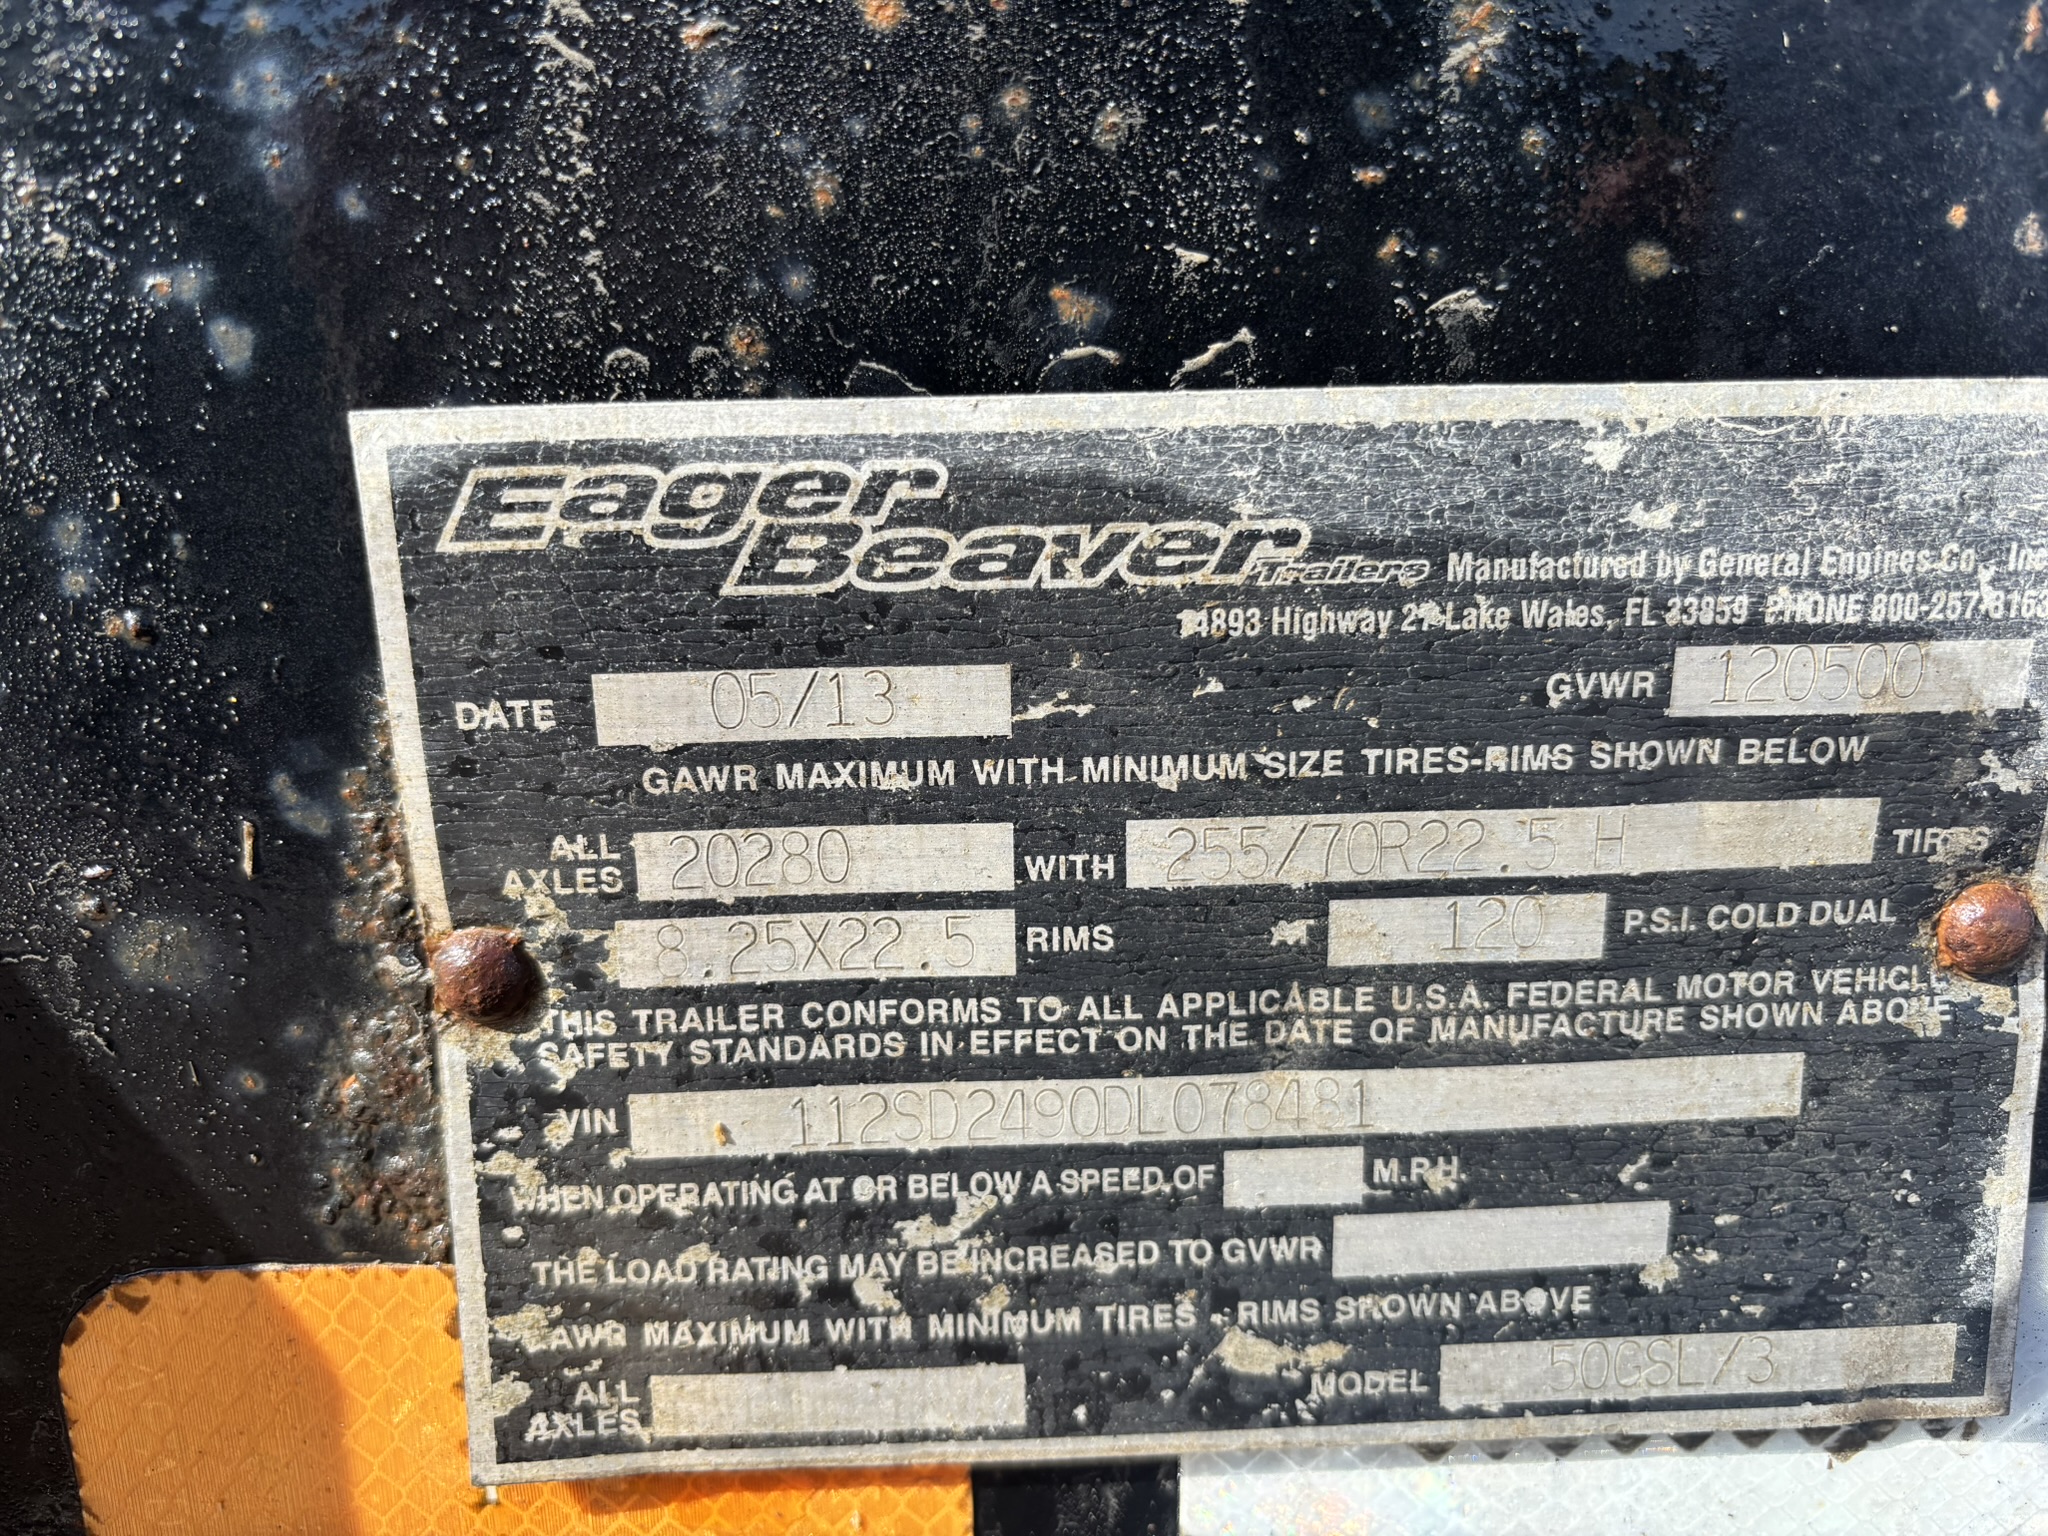 Eager
Beaver Trailers Manufactured by General Engines Co., Inc
14893 Highway 27 Lake Wales, FL 33859 PHONE 800-257-8163
DATE 05/13 GVWR 120500
GAWR MAXIMUM WITH MINIMUM SIZE TIRES-RIMS SHOWN BELOW
ALL AXLES 20280 WITH 255/70R22.5 H TIRES
8.25X22.5 RIMS AT 120 P.S.I. COLD DUAL
THIS TRAILER CONFORMS TO ALL APPLICABLE U.S.A. FEDERAL MOTOR VEHICLE
SAFETY STANDARDS IN EFFECT ON THE DATE OF MANUFACTURE SHOWN ABOVE
VIN 112SD2490DL078481
WHEN OPERATING AT OR BELOW A SPEED OF M.P.H.
THE LOAD RATING MAY BE INCREASED TO GVWR
GAWR MAXIMUM WITH MINIMUM TIRES - RIMS SHOWN ABOVE
ALL AXLES MODEL 50GSL/3